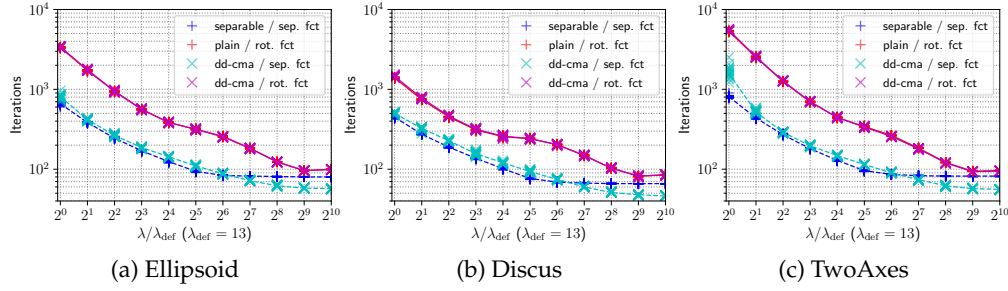 10^4
10^3
10^2
Iterations
separable / sep. fct
plain / rot. fct
dd-cma / sep. fct
dd-cma / rot. fct
2^0 2^1 2^2 2^3 2^4 2^5 2^6 2^7 2^8 2^9 2^10
λ/λ_def (λ_def = 13)
(a) Ellipsoid
10^4
10^3
10^2
Iterations
separable / sep. fct
plain / rot. fct
dd-cma / sep. fct
dd-cma / rot. fct
2^0 2^1 2^2 2^3 2^4 2^5 2^6 2^7 2^8 2^9 2^10
λ/λ_def (λ_def = 13)
(b) Discus
10^4
10^3
10^2
Iterations
separable / sep. fct
plain / rot. fct
dd-cma / sep. fct
dd-cma / rot. fct
2^0 2^1 2^2 2^3 2^4 2^5 2^6 2^7 2^8 2^9 2^10
λ/λ_def (λ_def = 13)
(c) TwoAxes